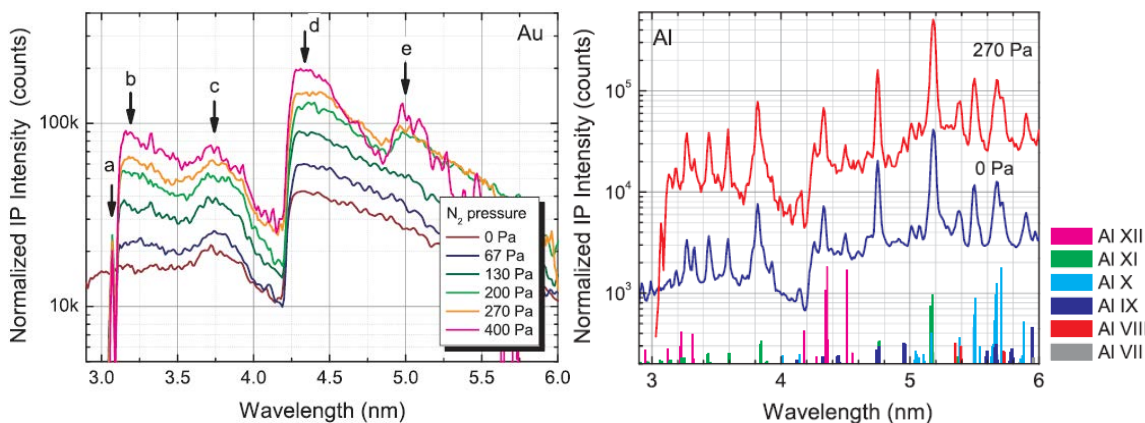 Normalized IP Intensity (counts)
100k
10k
a
b
c
d
e
Au
N2 pressure
0 Pa
67 Pa
130 Pa
200 Pa
270 Pa
400 Pa
3.0 3.5 4.0 4.5 5.0 5.5 6.0
Wavelength (nm)
Normalized IP Intensity (counts)
10^5
10^4
10^3
Al
270 Pa
0 Pa
3 4 5 6
Wavelength (nm)
Al XII
Al XI
Al X
Al IX
Al VIII
Al VII